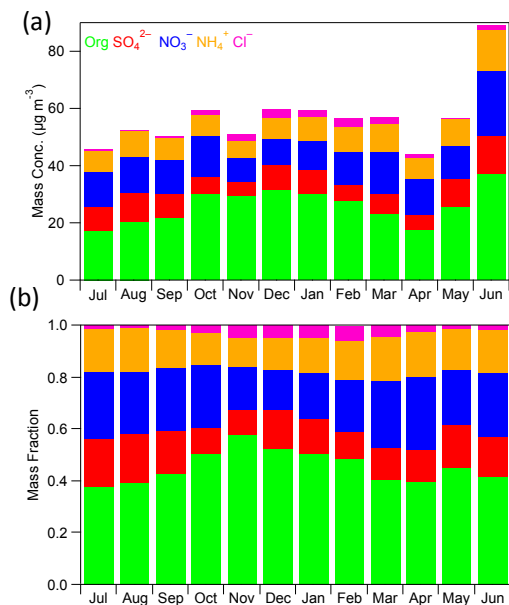 (a)
80
60
40
20
0
Mass Conc. (µg m⁻³)
Org SO₄²⁻ NO₃⁻ NH₄⁺ Cl⁻
Jul Aug Sep Oct Nov Dec Jan Feb Mar Apr May Jun
(b)
1.0
0.8
0.6
0.4
0.2
0.0
Mass Fraction
Jul Aug Sep Oct Nov Dec Jan Feb Mar Apr May Jun